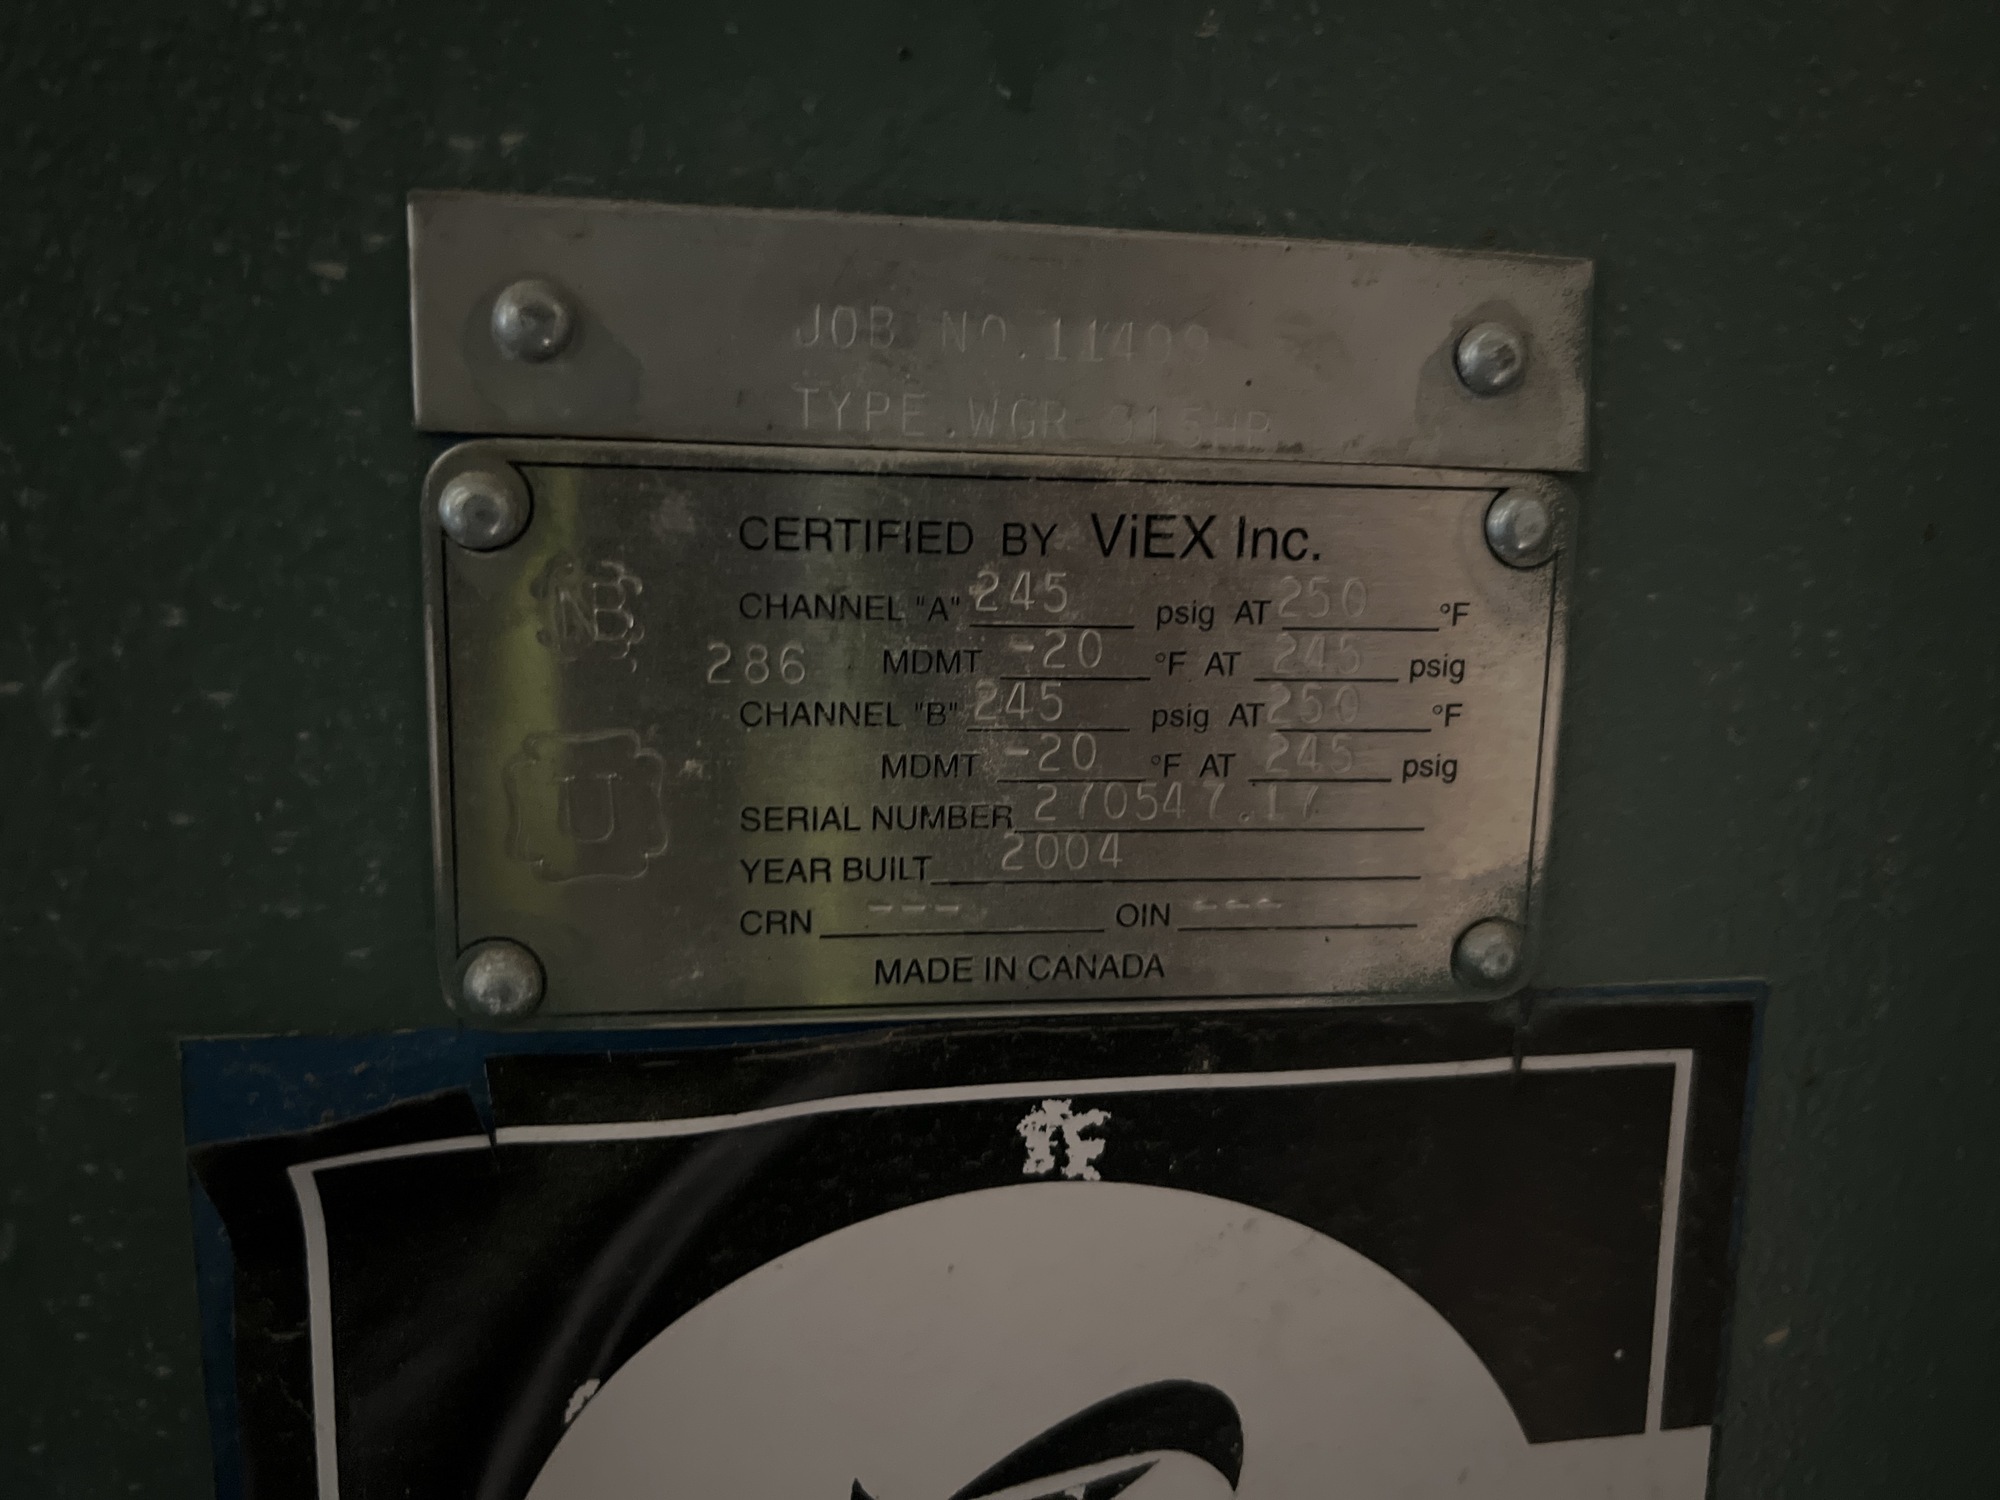 JOB NO.11499
TYPE.WGR 315HP
CERTIFIED BY ViEX Inc.
NB
CHANNEL "A" 245 psig AT 250 °F
286 MDMT -20 °F AT 245 psig
CHANNEL "B" 245 psig AT 250 °F
MDMT -20 °F AT 245 psig
U
SERIAL NUMBER 270547.17
YEAR BUILT 2004
CRN --- OIN ---
MADE IN CANADA